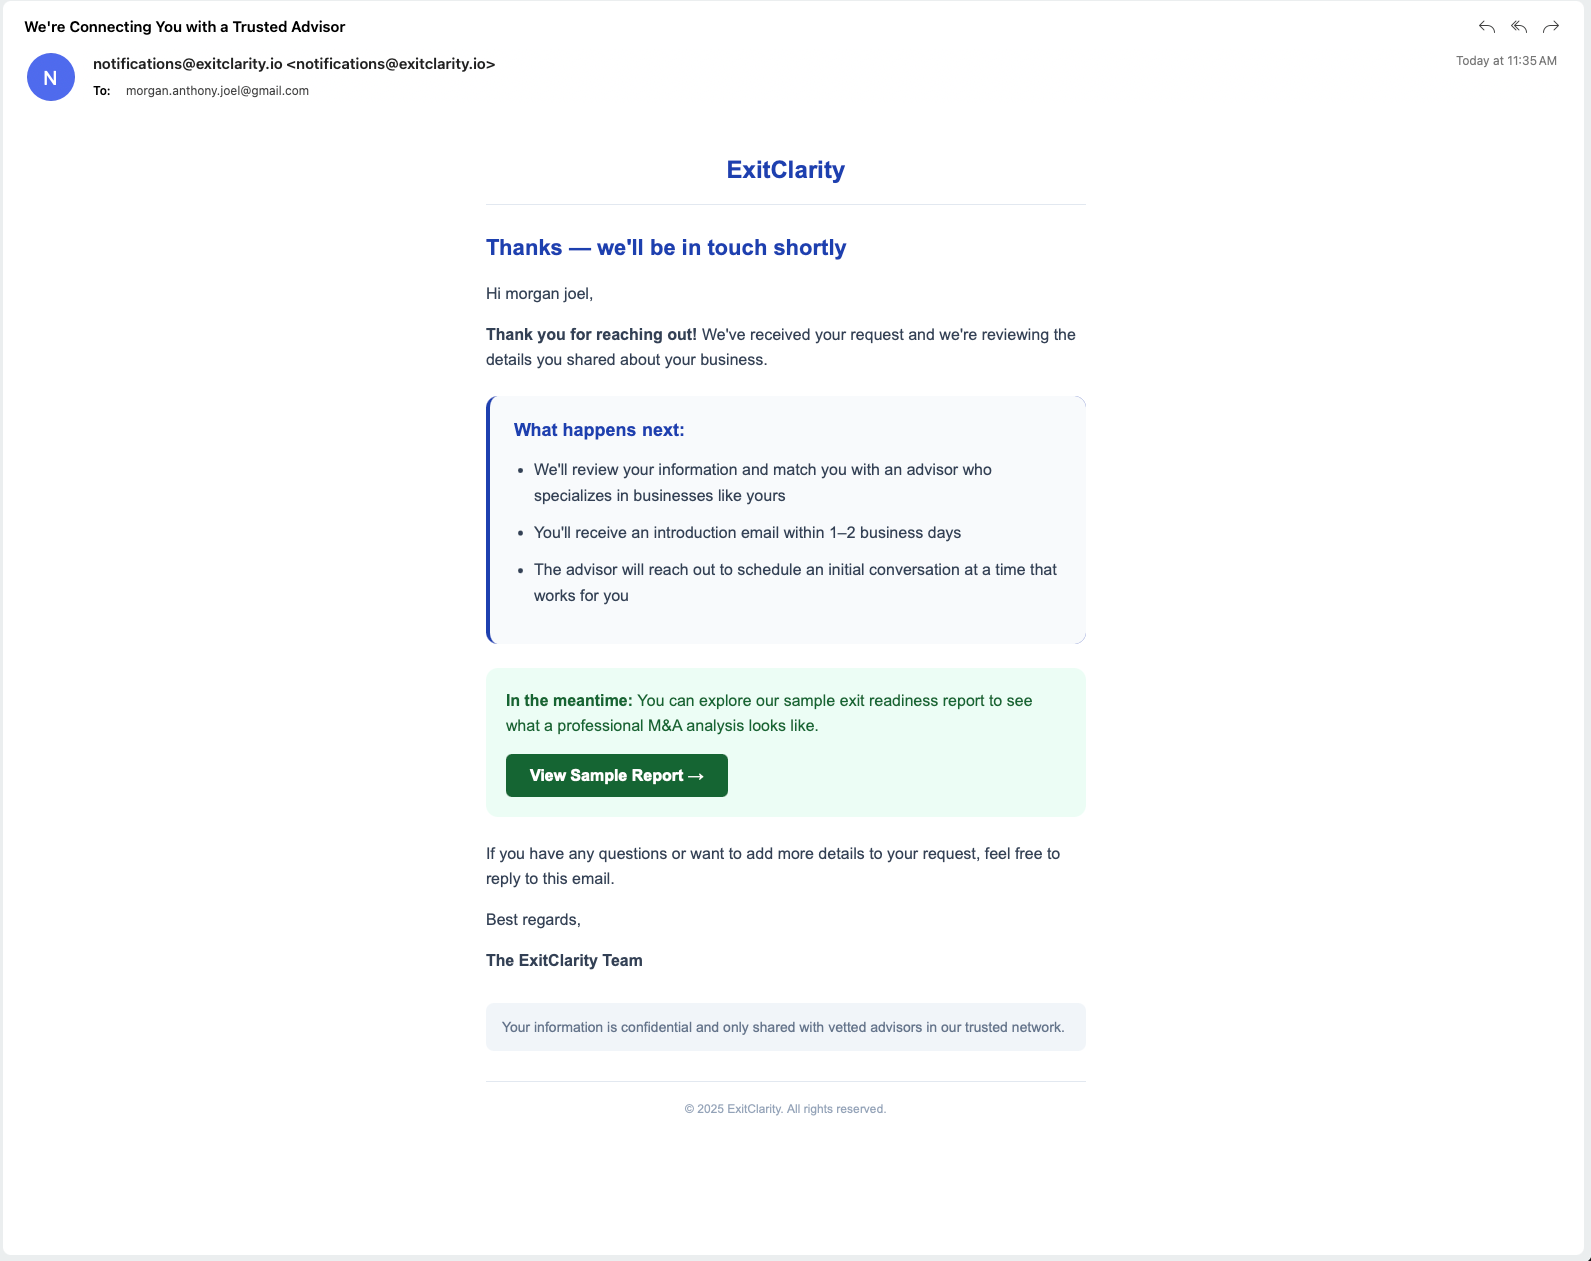 We're Connecting You with a Trusted Advisor
N
notifications@exitclarity.io <notifications@exitclarity.io>
Today at 11:35 AM
To: morgan.anthony.joel@gmail.com
ExitClarity
Thanks — we'll be in touch shortly
Hi morgan joel,
Thank you for reaching out! We've received your request and we're reviewing the
details you shared about your business.
What happens next:
• We'll review your information and match you with an advisor who
specializes in businesses like yours
• You'll receive an introduction email within 1–2 business days
• The advisor will reach out to schedule an initial conversation at a time that
works for you
In the meantime: You can explore our sample exit readiness report to see
what a professional M&A analysis looks like.
View Sample Report →
If you have any questions or want to add more details to your request, feel free to
reply to this email.
Best regards,
The ExitClarity Team
Your information is confidential and only shared with vetted advisors in our trusted network.
© 2025 ExitClarity. All rights reserved.